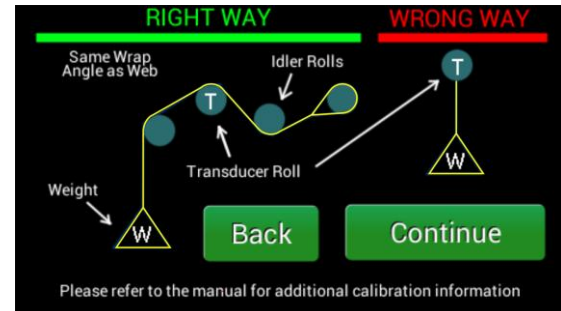 RIGHT WAY
WRONG WAY
Same Wrap
Angle as Web
Idler Rolls
T
T
Transducer Roll
Weight
W
W
Back
Continue
Please refer to the manual for additional calibration information